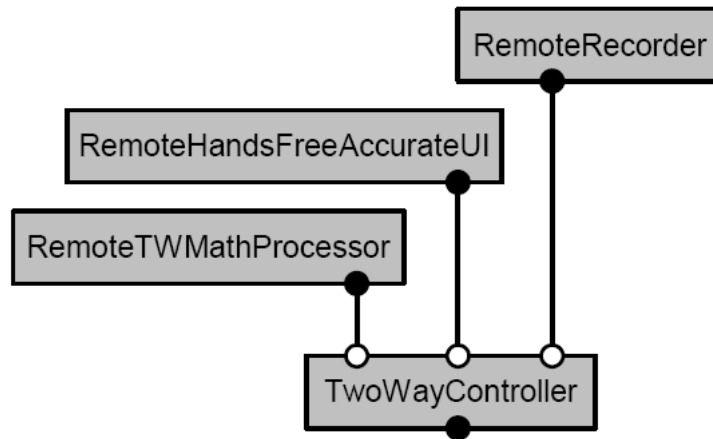 RemoteRecorder
RemoteHandsFreeAccurateUI
RemoteTWMathProcessor
TwoWayController